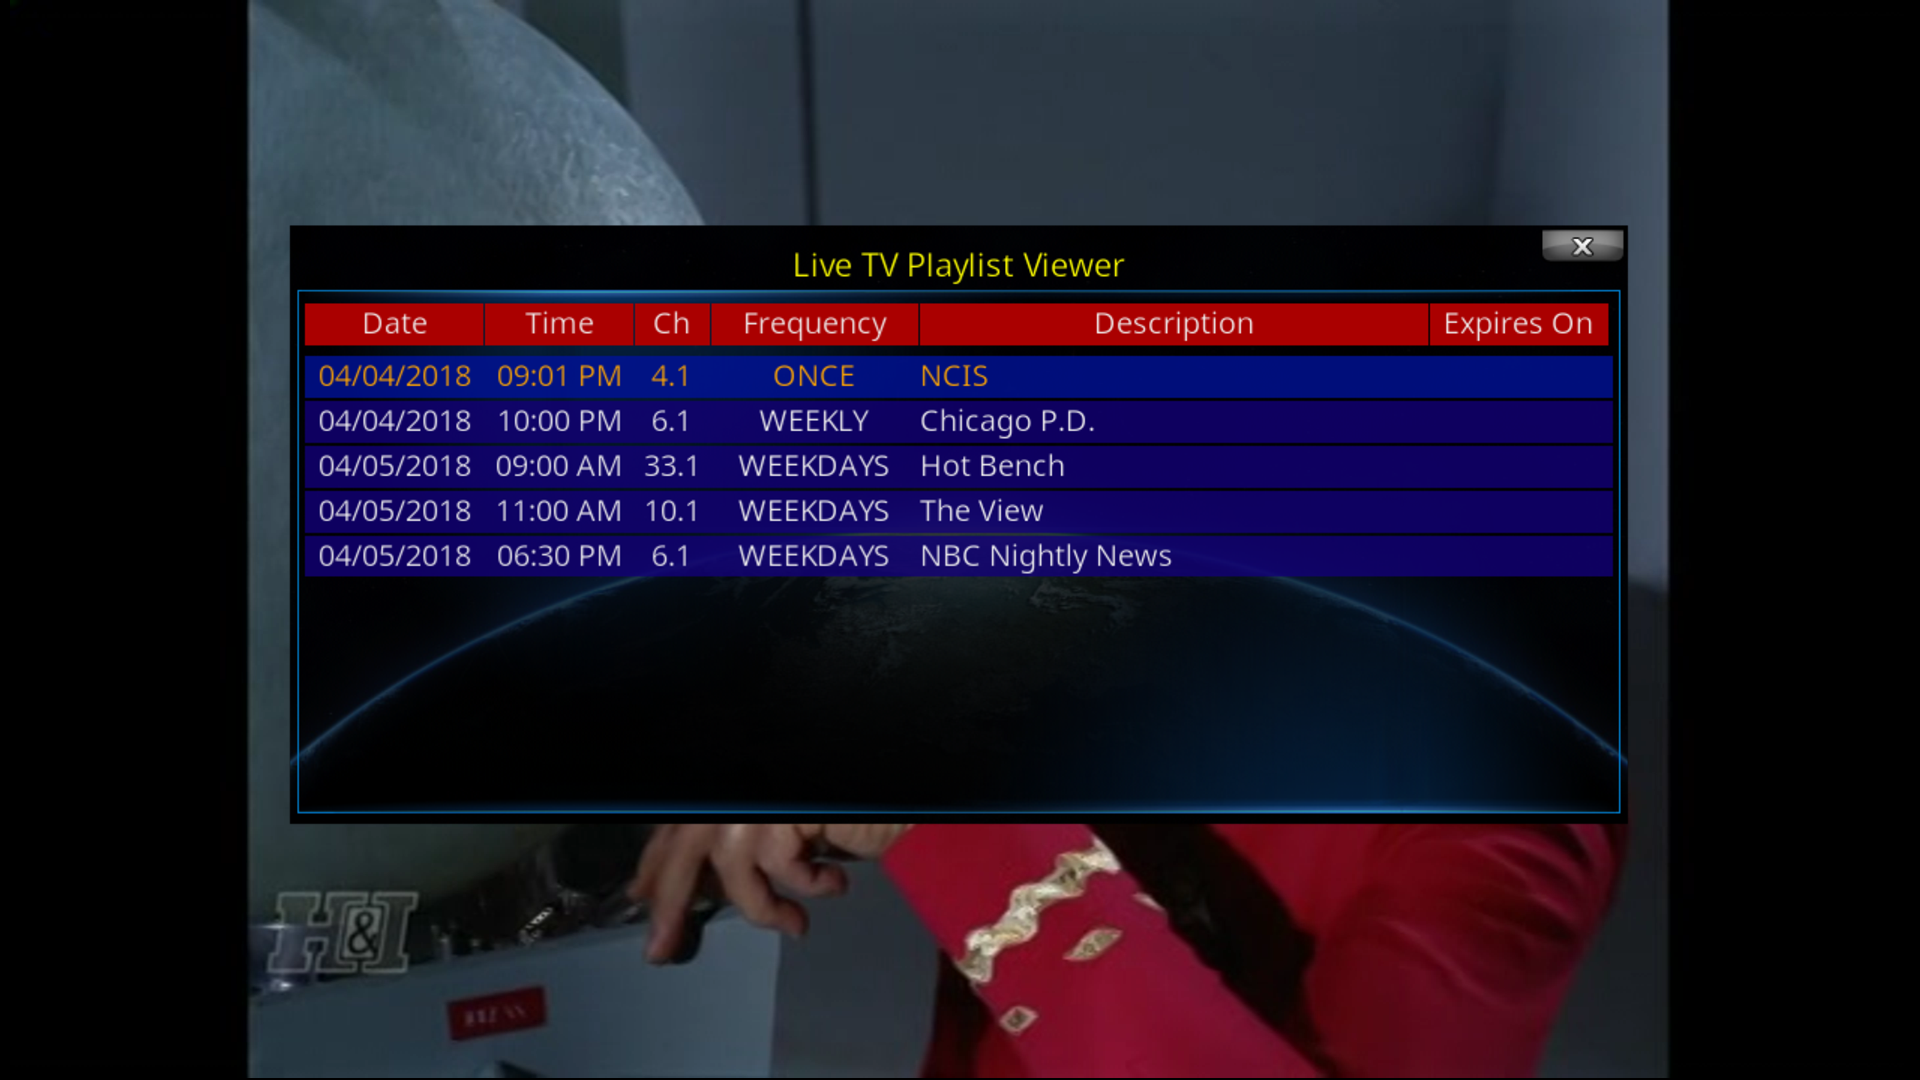 X
Live TV Playlist Viewer
Date Time Ch Frequency Description Expires On
04/04/2018 09:01 PM 4.1 ONCE NCIS
04/04/2018 10:00 PM 6.1 WEEKLY Chicago P.D.
04/05/2018 09:00 AM 33.1 WEEKDAYS Hot Bench
04/05/2018 11:00 AM 10.1 WEEKDAYS The View
04/05/2018 06:30 PM 6.1 WEEKDAYS NBC Nightly News
H&I